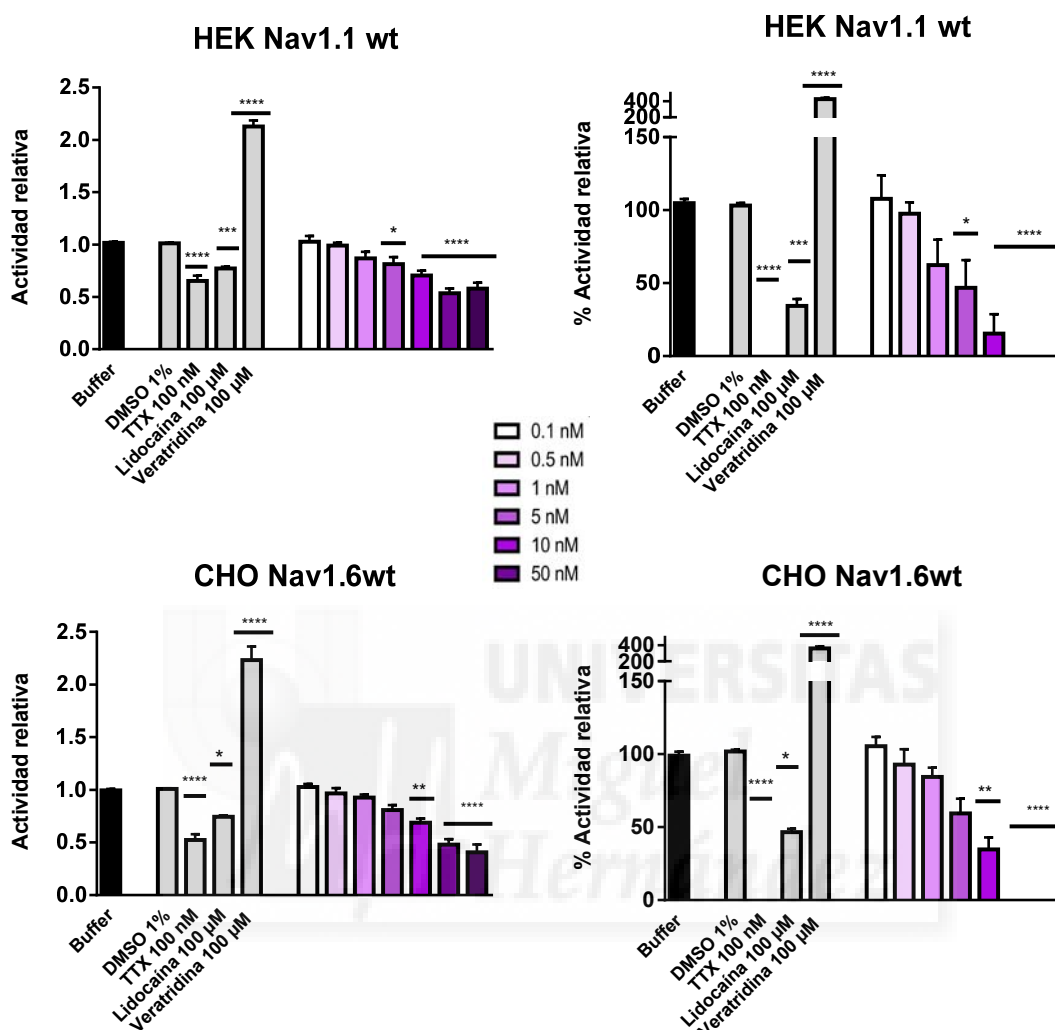 HEK Nav1.1 wt
Actividad relativa
2.5
2.0
1.5
1.0
0.5
0.0
****
***
****
*
****
Buffer
DMSO 1%
TTX 100 nM
Lidocaína 100 µM
Veratridina 100 µM
HEK Nav1.1 wt
% Actividad relativa
400
200
150
100
50
0
****
***
****
*
****
Buffer
DMSO 1%
TTX 100 nM
Lidocaína 100 µM
Veratridina 100 µM
0.1 nM
0.5 nM
1 nM
5 nM
10 nM
50 nM
CHO Nav1.6wt
Actividad relativa
2.5
2.0
1.5
1.0
0.5
0.0
****
*
****
**
****
Buffer
DMSO 1%
TTX 100 nM
Lidocaína 100 µM
Veratridina 100 µM
CHO Nav1.6wt
% Actividad relativa
400
200
150
100
50
0
****
*
****
**
****
Buffer
DMSO 1%
TTX 100 nM
Lidocaína 100 µM
Veratridina 100 µM
UNIVERSITAS
Miguel
Hernández